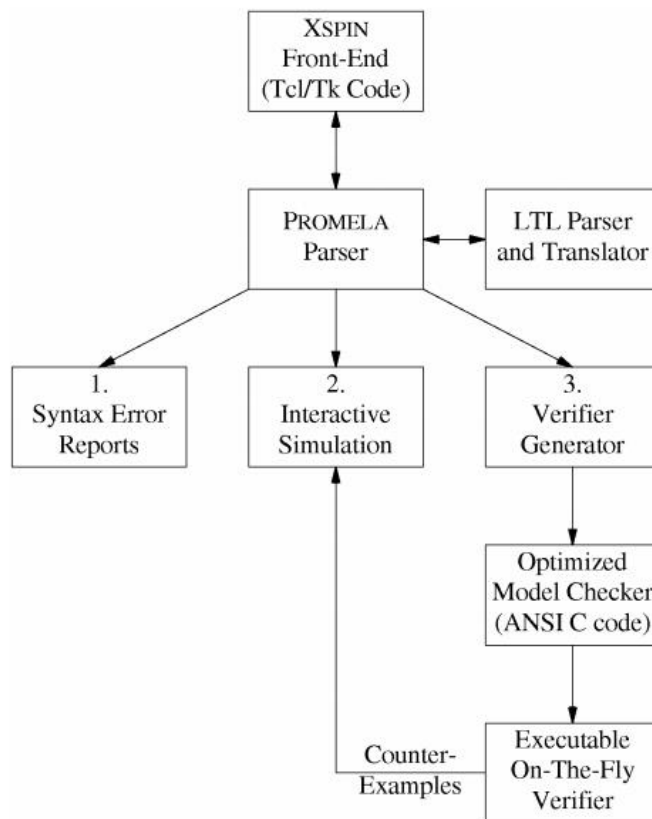 XSPIN
Front-End
(Tcl/Tk Code)
PROMELA
Parser
LTL Parser
and Translator
1.
Syntax Error
Reports
2.
Interactive
Simulation
3.
Verifier
Generator
Optimized
Model Checker
(ANSI C code)
Counter-
Examples
Executable
On-The-Fly
Verifier